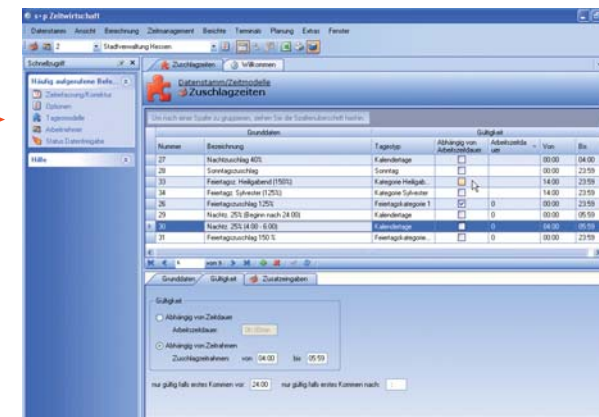 s+p Zeitwirtschaft
Datenstamm Ansicht Berechnung Zeitmanagement Berichte Terminals Planung Extras Fenster
2 Stadtverwaltung Hessen
Schnellzugriff
Häufig aufgerufene Befe...
Zeiterfassung/Korrektur
Optionen
Tagesmodelle
Arbeitnehmer
Status Datenfreigabe
Hilfe
Zuschlagzeiten Willkommen
Datenstamm/Zeitmodelle
Zuschlagzeiten
Um nach einer Spalte zu gruppieren, ziehen Sie die Spaltenüberschrift hierhin.
Grunddaten Gültigkeit
Nummer Bezeichnung Tagestyp Abhängig von Arbeitszeitdauer Arbeitszeitdauer Von Bis
27 Nachtzuschlag 40% Kalendertage 00:00 04:00
28 Sonntagszuschlag Sonntag 00:00 23:59
33 Feiertagsz. Heiligabend (150%) Kategorie Heiligab... 14:00 23:59
34 Feiertagsz. Sylvester (125%) Kategorie Sylvester 14:00 23:59
26 Feiertagszuschlag 125% Feiertagskategorie 1 0 00:00 23:59
29 Nachtz. 25% (Beginn nach 24.00) Kalendertage 0 00:00 05:59
30 Nachtz. 25% (4.00 - 6.00) Kalendertage 0 04:00 05:59
31 Feiertagszuschlag 150 % Feiertagskategorie... 0 00:00 23:59
von 9
Grunddaten Gültigkeit Zusatzeingaben
Gültigkeit
Abhängig von Zeitdauer
Arbeitszeitdauer
Abhängig von Zeitrahmen
Zuschlagzeitrahmen von 04:00 bis 05:59
nur gültig falls erstes Kommen vor: 24:00 nur gültig falls erstes Kommen nach: